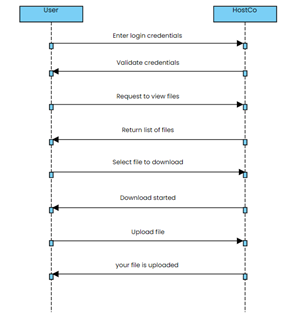 User
HostCo
Enter login credentials
Validate credentials
Request to view files
Return list of files
Select file to download
Download started
Upload file
your file is uploaded